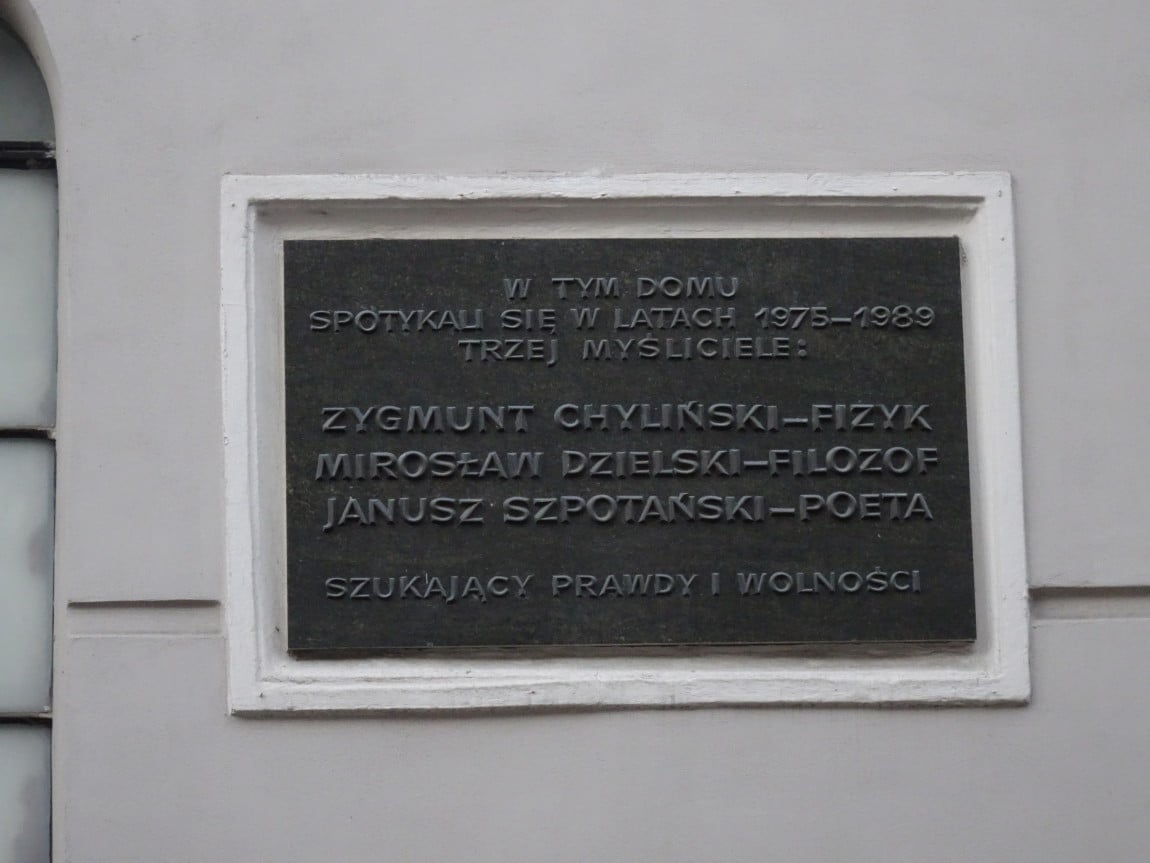 W TYM DOMU
SPOTYKALI SIĘ W LATACH 1975–1989
TRZEJ MYŚLICIELE:
ZYGMUNT CHYLIŃSKI–FIZYK
MIROSŁAW DZIELSKI–FILOZOF
JANUSZ SZPOTAŃSKI–POETA
SZUKAJĄCY PRAWDY I WOLNOŚCI